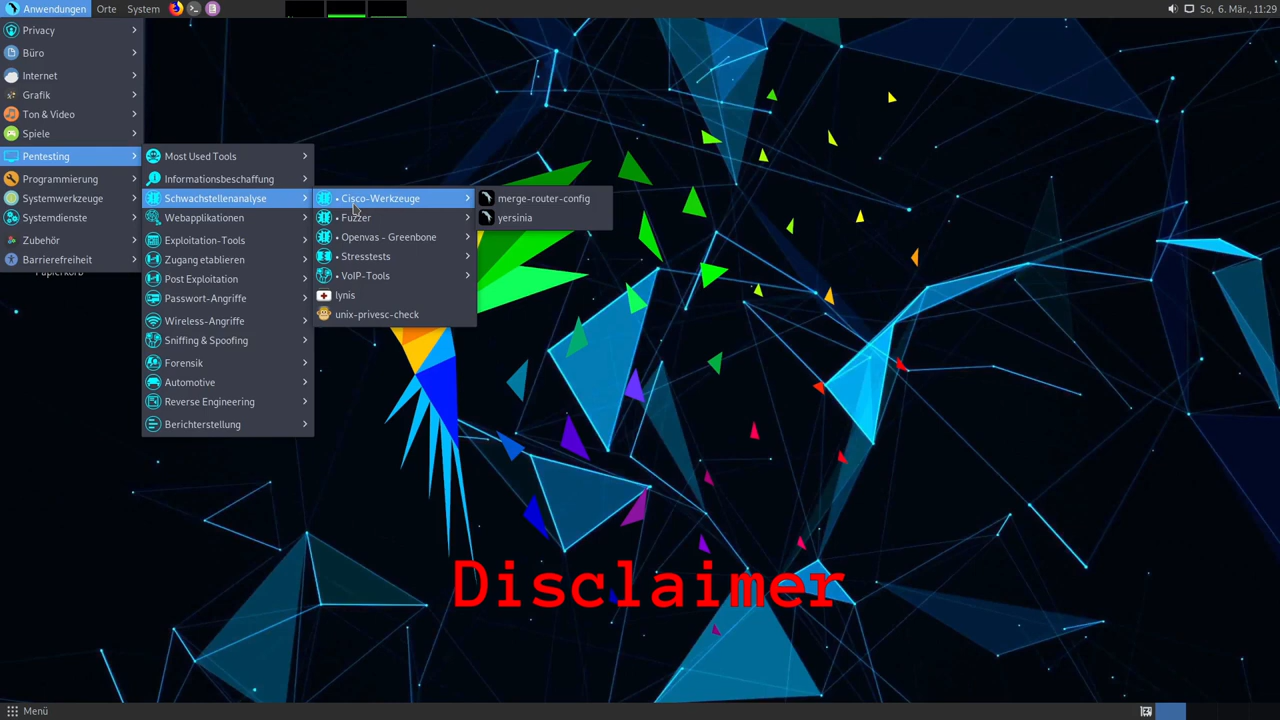 Anwendungen Orte System So, 6. Mär., 11:29
Privacy
Büro
Internet
Grafik
Ton & Video
Spiele
Pentesting
Programmierung
Systemwerkzeuge
Systemdienste
Zubehör
Barrierefreiheit
Most Used Tools
Informationsbeschaffung
Schwachstellenanalyse
Webapplikationen
Exploitation-Tools
Zugang etablieren
Post Exploitation
Passwort-Angriffe
Wireless-Angriffe
Sniffing & Spoofing
Forensik
Automotive
Reverse Engineering
Berichterstellung
• Cisco-Werkzeuge
• Fuzzer
• Openvas - Greenbone
• Stresstests
• VoIP-Tools
lynis
unix-privesc-check
merge-router-config
yersinia
Disclaimer
Menü